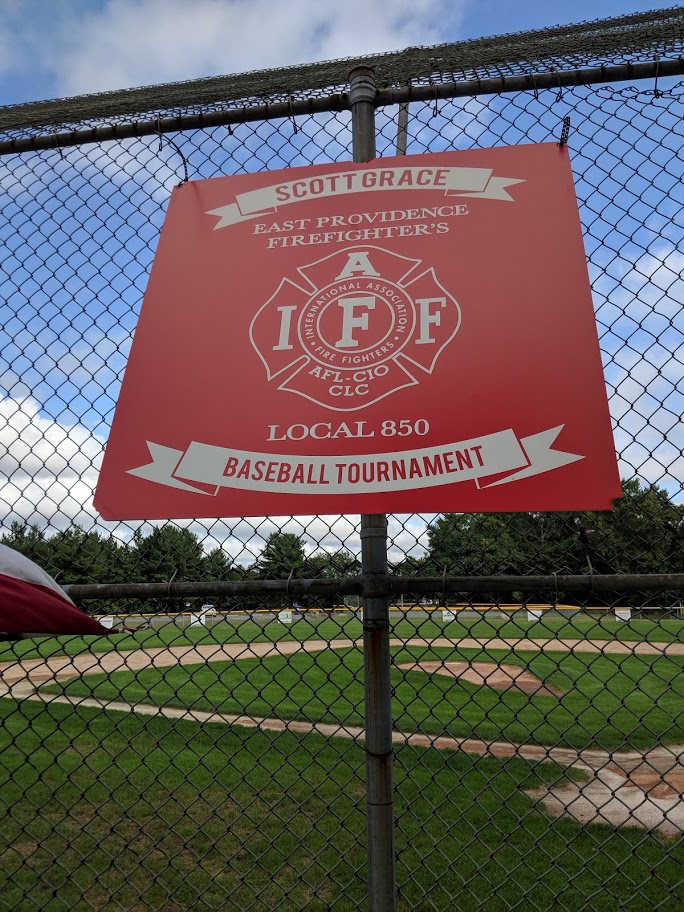 SCOTT GRACE
EAST PROVIDENCE
FIREFIGHTER'S
A
INTERNATIONAL ASSOCIATION
I F F F
• FIRE FIGHTERS •
AFL-CIO
CLC
LOCAL 850
BASEBALL TOURNAMENT